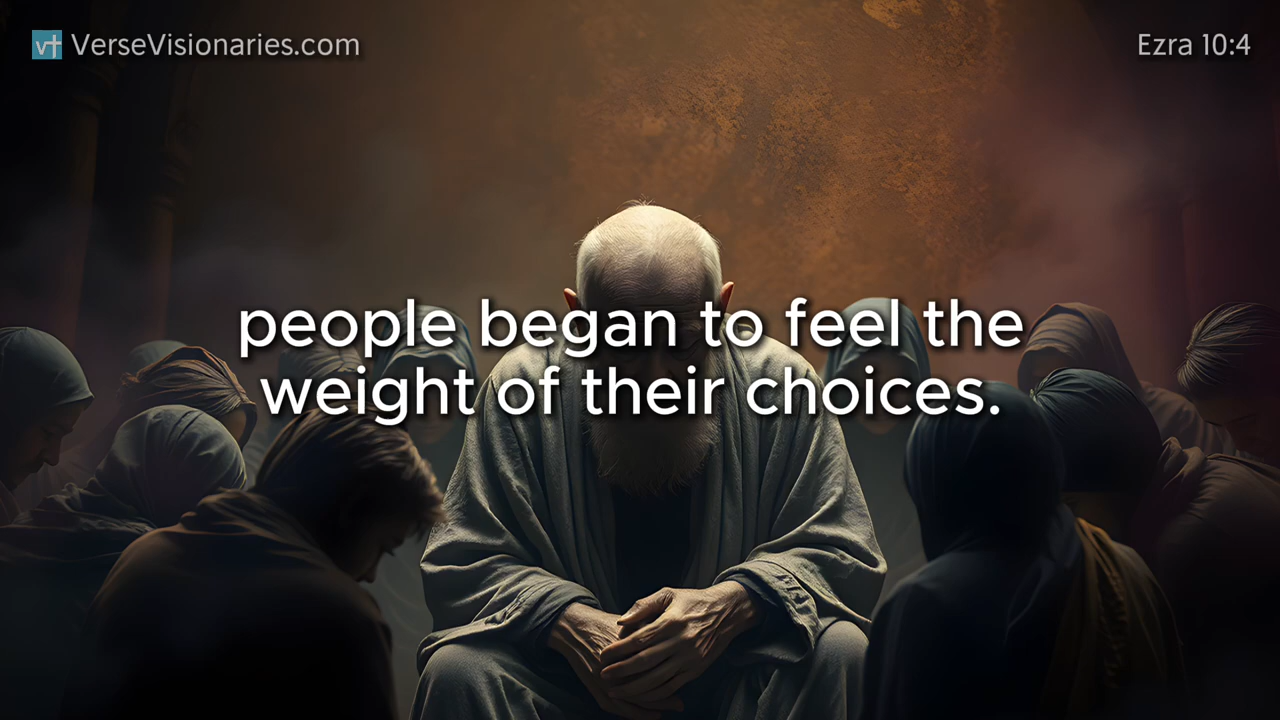 VerseVisionaries.com
Ezra 10:4
people began to feel the
weight of their choices.